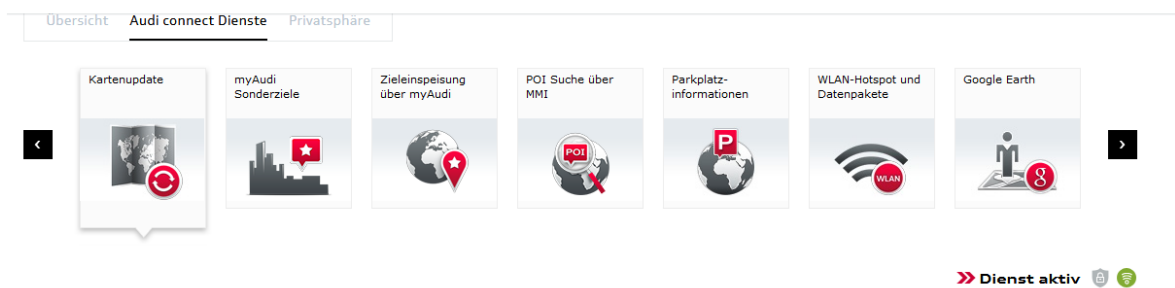 Übersicht Audi connect Dienste Privatsphäre
Kartenupdate
myAudi
Sonderziele
Zieleinspeisung
über myAudi
POI Suche über
MMI
Parkplatz-
informationen
WLAN-Hotspot und
Datenpakete
Google Earth
POI
P
WLAN
8
Dienst aktiv